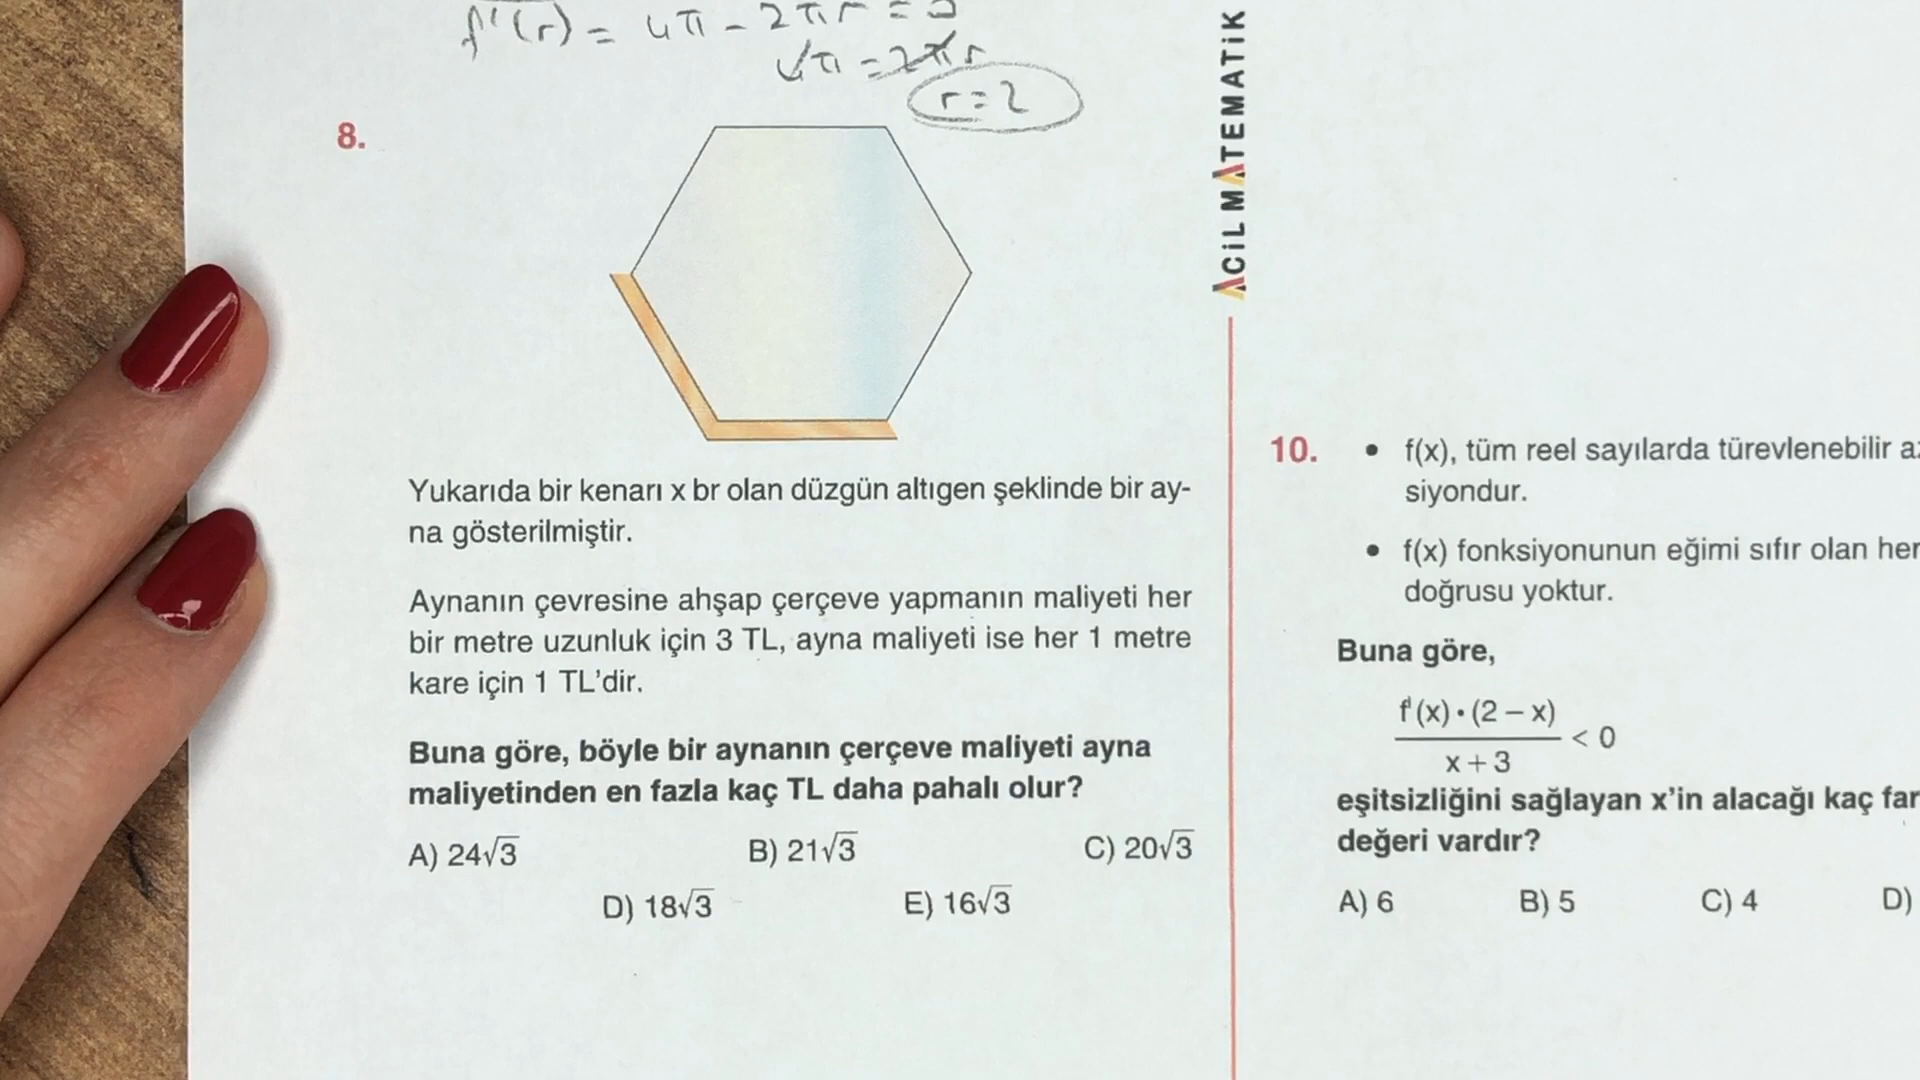 f'(r) = 4π - 2πr = 0
4π = 2πr
r = 2
8.
Yukarıda bir kenarı x br olan düzgün altıgen şeklinde bir ay-
na gösterilmiştir.
Aynanın çevresine ahşap çerçeve yapmanın maliyeti her
bir metre uzunluk için 3 TL, ayna maliyeti ise her 1 metre
kare için 1 TL'dir.
Buna göre, böyle bir aynanın çerçeve maliyeti ayna
maliyetinden en fazla kaç TL daha pahalı olur?
A) 24√3 B) 21√3 C) 20√3
D) 18√3 E) 16√3
ACİL MATEMATİK
10. • f(x), tüm reel sayılarda türevlenebilir
siyondur.
• f(x) fonksiyonunun eğimi sıfır olan
doğrusu yoktur.
Buna göre,
f'(x) • (2 – x)
< 0
x + 3
eşitsizliğini sağlayan x'in alacağı kaç
değeri vardır?
A) 6 B) 5 C) 4 D)